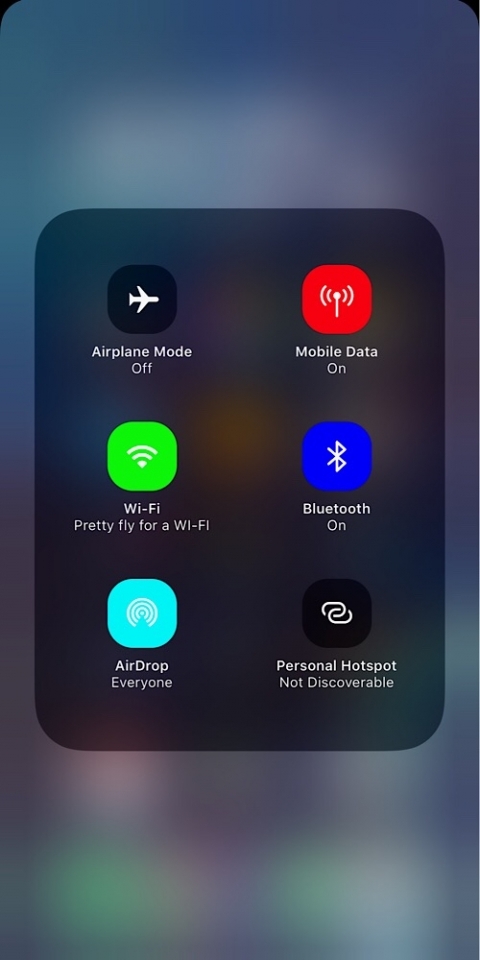 Airplane Mode
Off
Mobile Data
On
Wi-Fi
Pretty fly for a WI-FI
Bluetooth
On
AirDrop
Everyone
Personal Hotspot
Not Discoverable